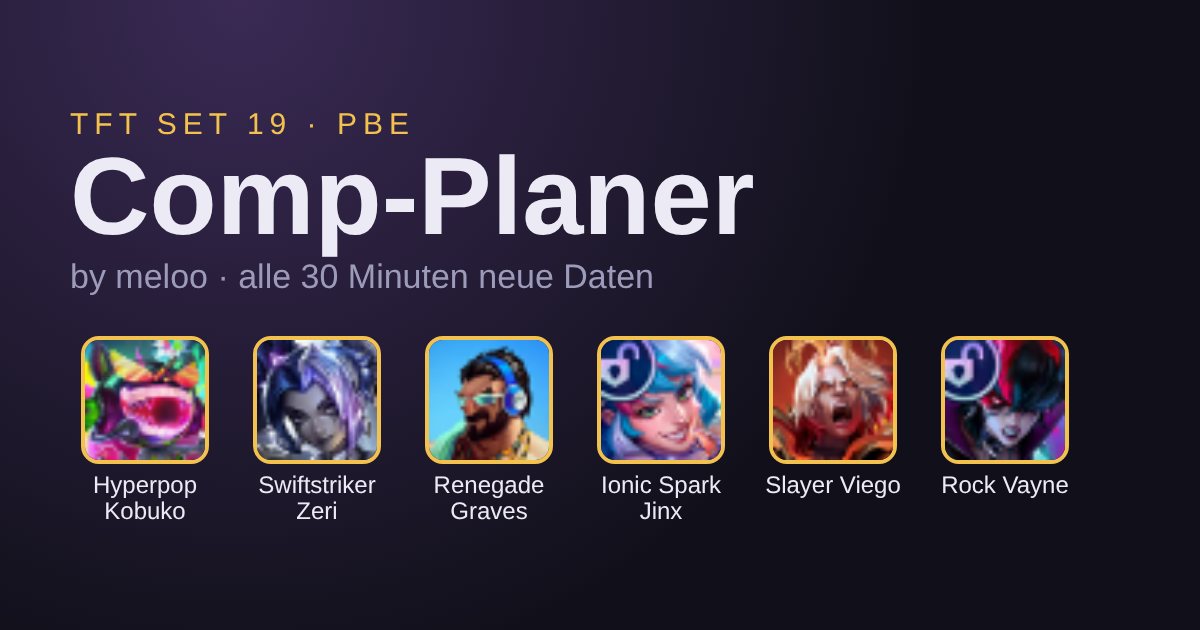 TFT SET 19 · PBE
Comp-Planer
by meloo · alle 30 Minuten neue Daten
Hyperpop
Kobuko
Swiftstriker
Zeri
Renegade
Graves
Ionic Spark
Jinx
Slayer Viego
Rock Vayne